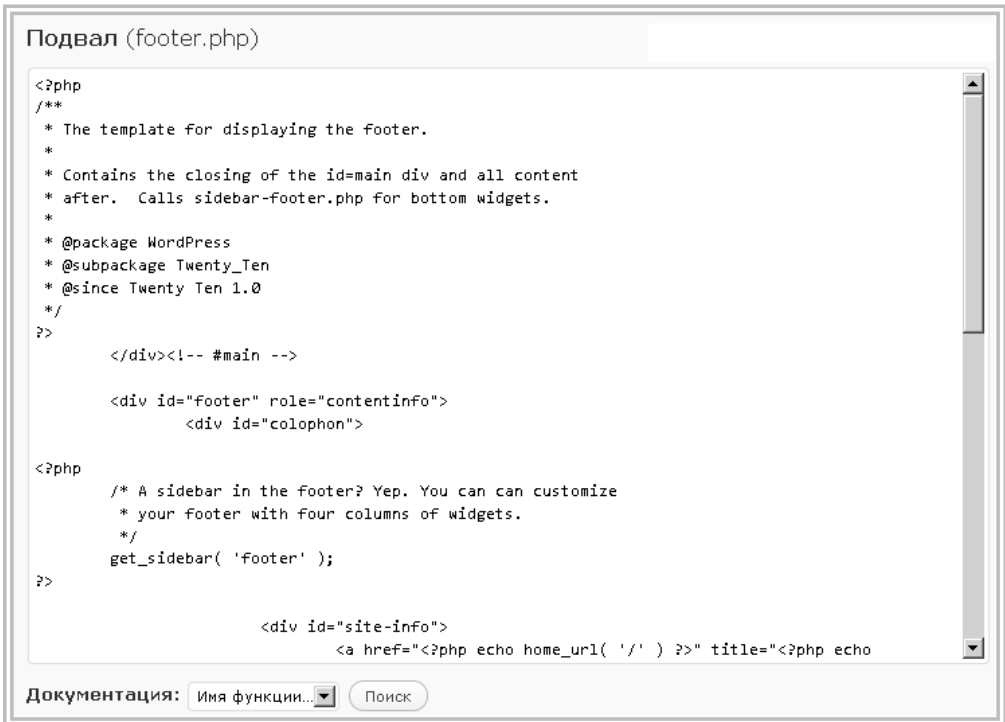 Подвал (footer.php)
<?php
/**
 * The template for displaying the footer.
 *
 * Contains the closing of the id=main div and all content
 * after.  Calls sidebar-footer.php for bottom widgets.
 *
 * @package WordPress
 * @subpackage Twenty_Ten
 * @since Twenty Ten 1.0
 */
?>
        </div><!-- #main -->
        <div id="footer" role="contentinfo">
                <div id="colophon">
<?php
        /* A sidebar in the footer? Yep. You can can customize
         * your footer with four columns of widgets.
         */
        get_sidebar( 'footer' );
?>
                        <div id="site-info">
                                <a href="<?php echo home_url( '/' ) ?>" title="<?php echo
Документация: Имя функции... Поиск